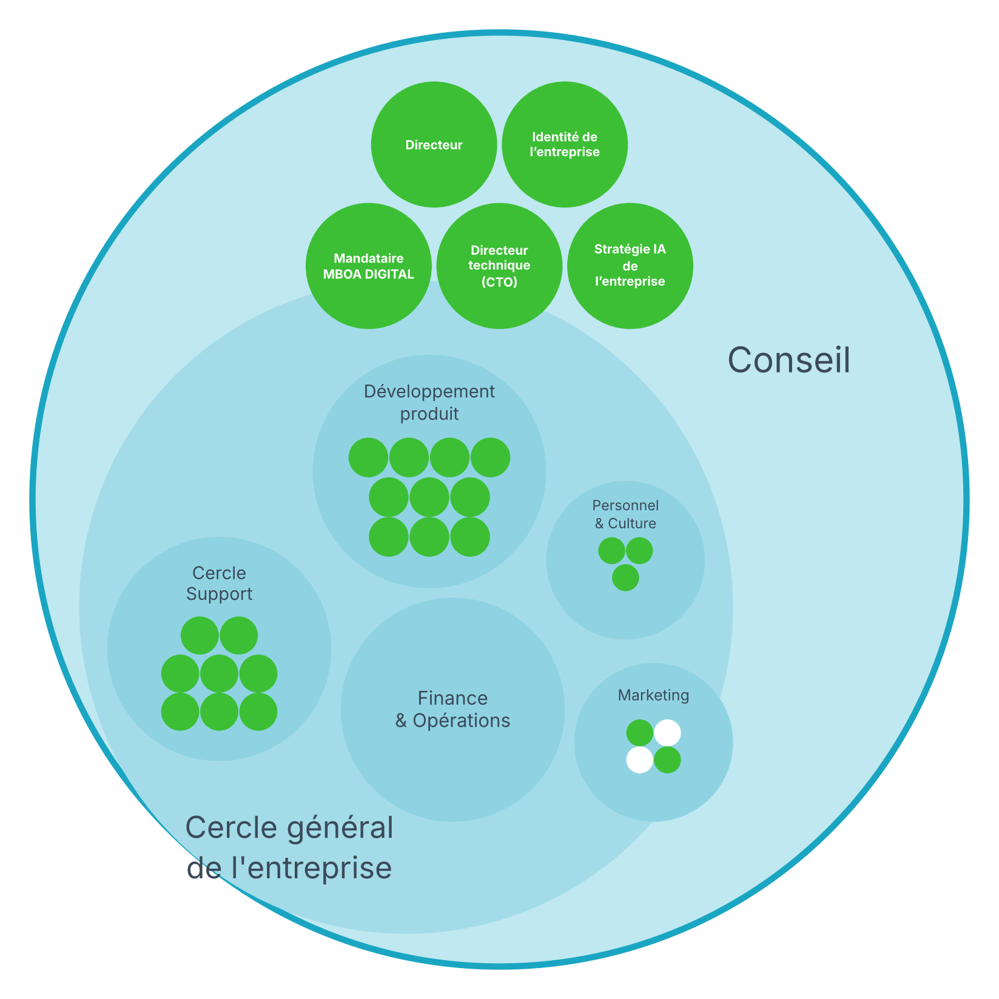 Directeur
Identité de
l’entreprise
Mandataire
MBOA DIGITAL
Directeur
technique
(CTO)
Stratégie IA
de
l’entreprise
Conseil
Développement
produit
Personnel
& Culture
Cercle
Support
Finance
& Opérations
Marketing
Cercle général
de l'entreprise